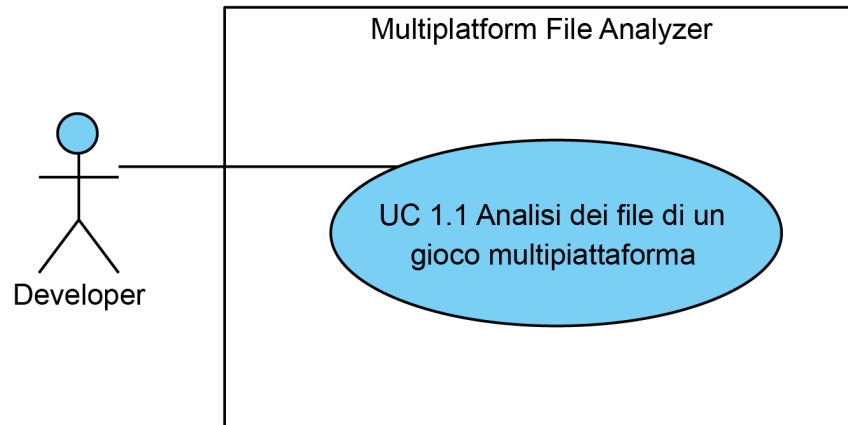 Multiplatform File Analyzer
UC 1.1 Analisi dei file di un
gioco multipiattaforma
Developer